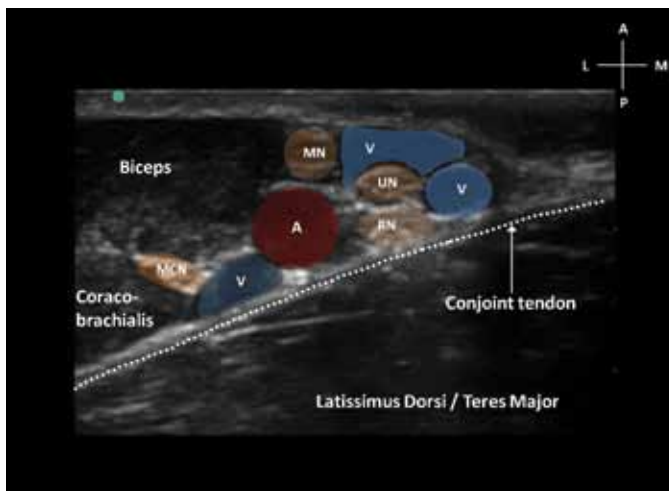 A
L M
P
MN
V
Biceps
UN
V
A
RN
MCN
V
Coraco-
brachialis
Conjoint tendon
Latissimus Dorsi / Teres Major